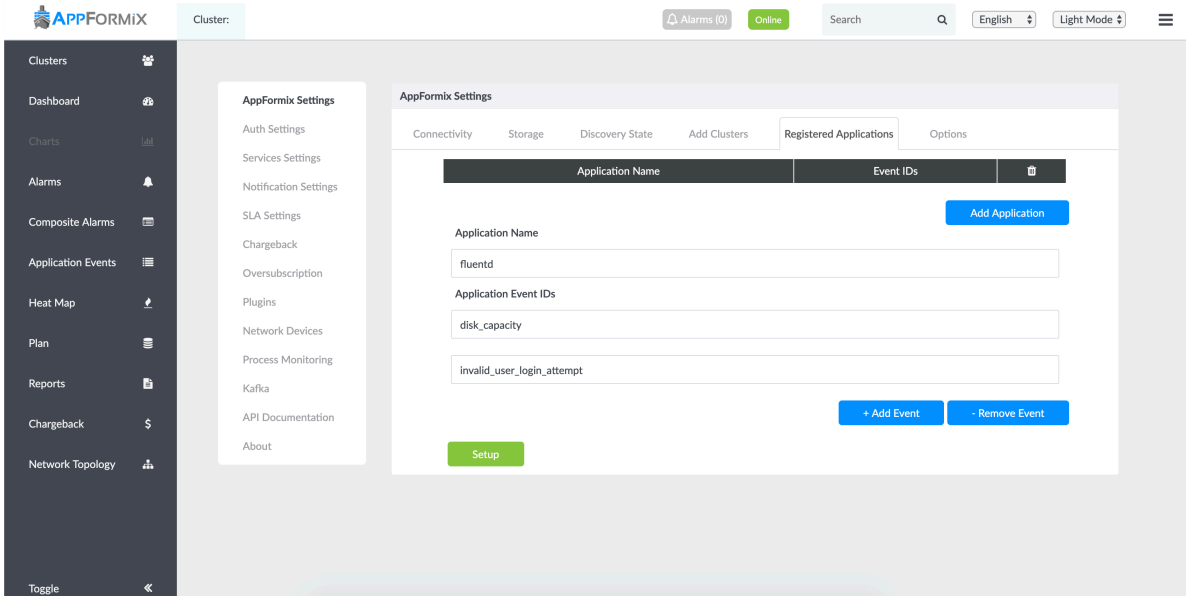 APPFORMIX
Cluster:
Alarms (0)
Online
Search
English
Light Mode
Clusters
Dashboard
Charts
Alarms
Composite Alarms
Application Events
Heat Map
Plan
Reports
Chargeback
$
Network Topology
Toggle
AppFormix Settings
Auth Settings
Services Settings
Notification Settings
SLA Settings
Chargeback
Oversubscription
Plugins
Network Devices
Process Monitoring
Kafka
API Documentation
About
AppFormix Settings
Connectivity Storage Discovery State Add Clusters Registered Applications Options
Application Name Event IDs
Add Application
Application Name
fluentd
Application Event IDs
disk_capacity
invalid_user_login_attempt
+ Add Event - Remove Event
Setup